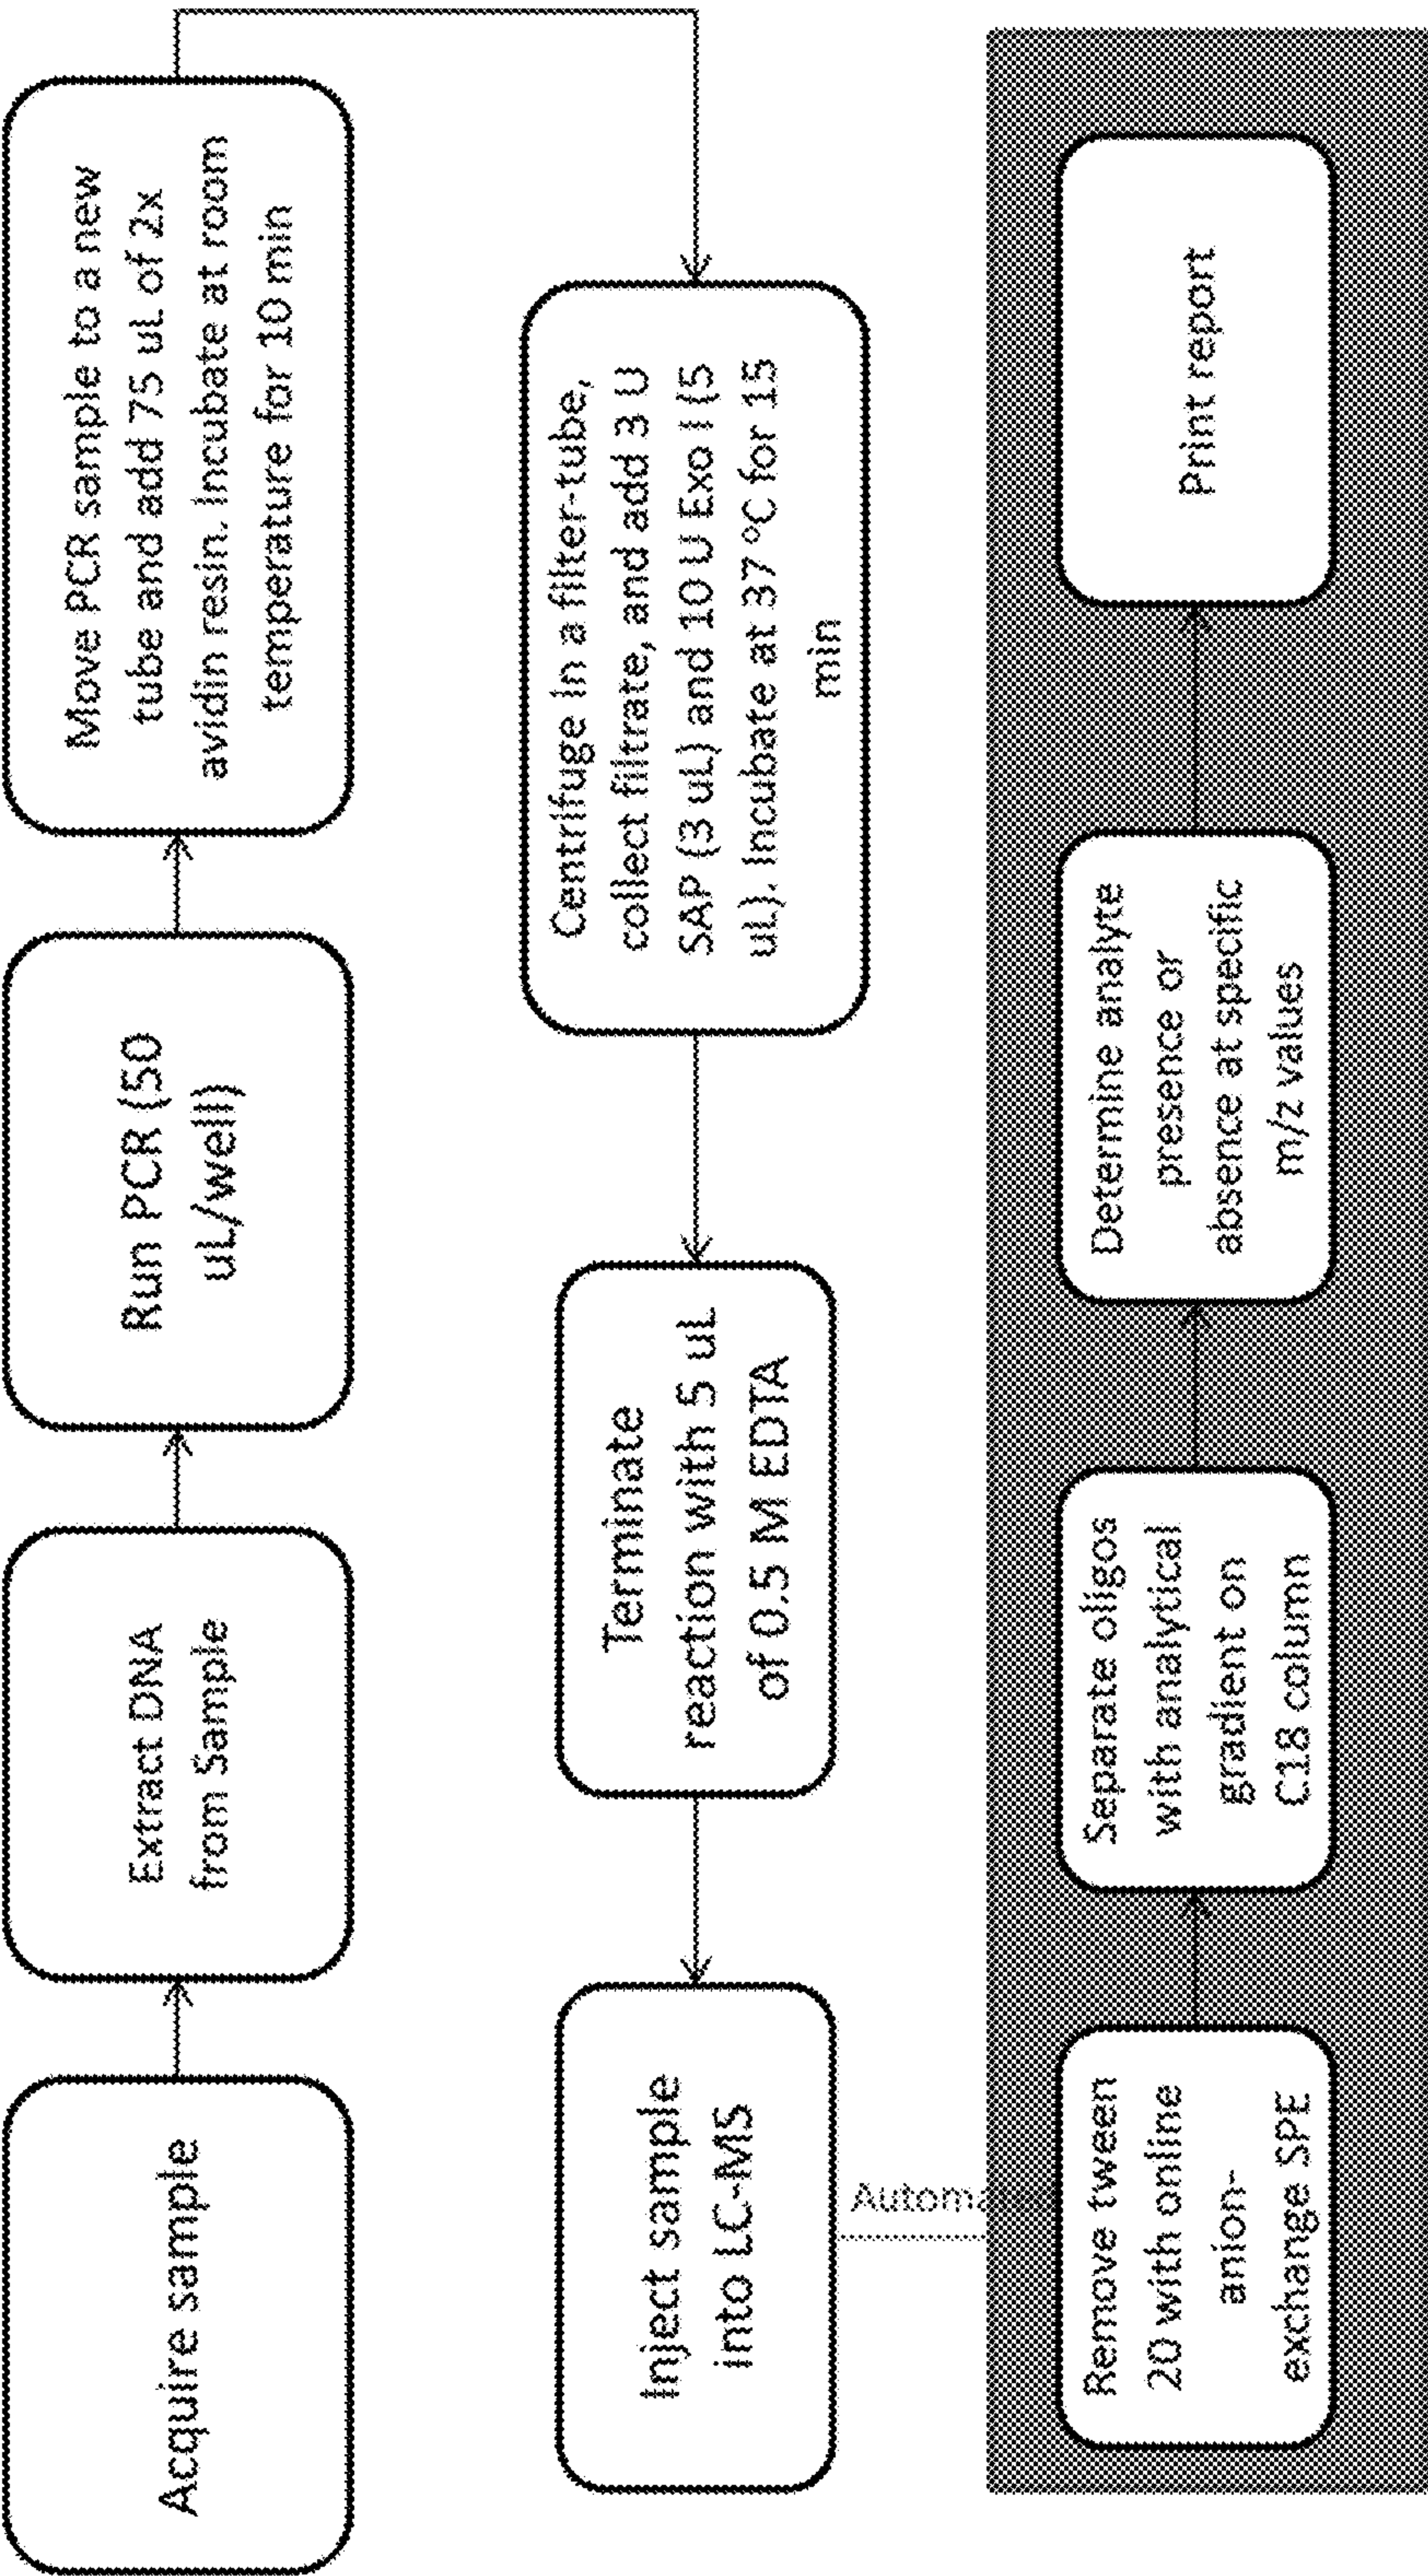 Acquire sample
Extract DNA
from Sample
Run PCR (50
uL/well)
Move PCR sample to a new
tube and add 75 uL of 2x
avidin resin. Incubate at room
temperature for 10 min
Centrifuge in a filter-tube,
collect filtrate, and add 3 U
SAP (3 uL) and 10 U Exo I (5
uL). Incubate at 37 °C for 15
min
Terminate
reaction with 5 uL
of 0.5 M EDTA
Inject sample
into LC-MS
Remove tween
20 with online
anion-
exchange SPE
Separate oligos
with analytical
gradient on
C18 column
Determine analyte
presence or
absence at specific
m/z values
Print report